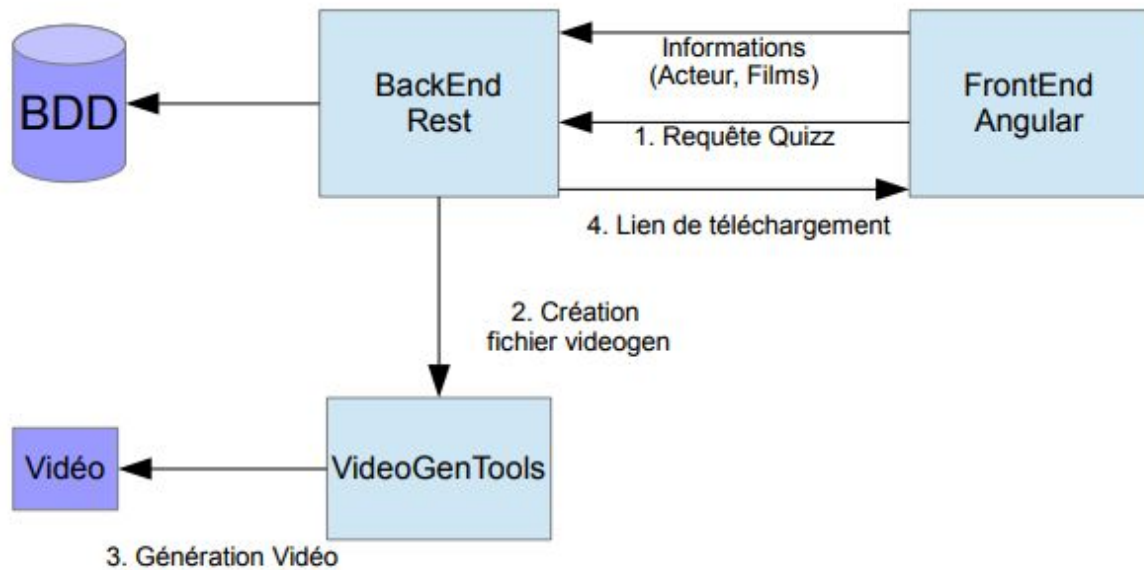 Informations
(Acteur, Films)
BDD
BackEnd
Rest
FrontEnd
Angular
1. Requête Quizz
4. Lien de téléchargement
2. Création
fichier videogen
Vidéo
VideoGenTools
3. Génération Vidéo